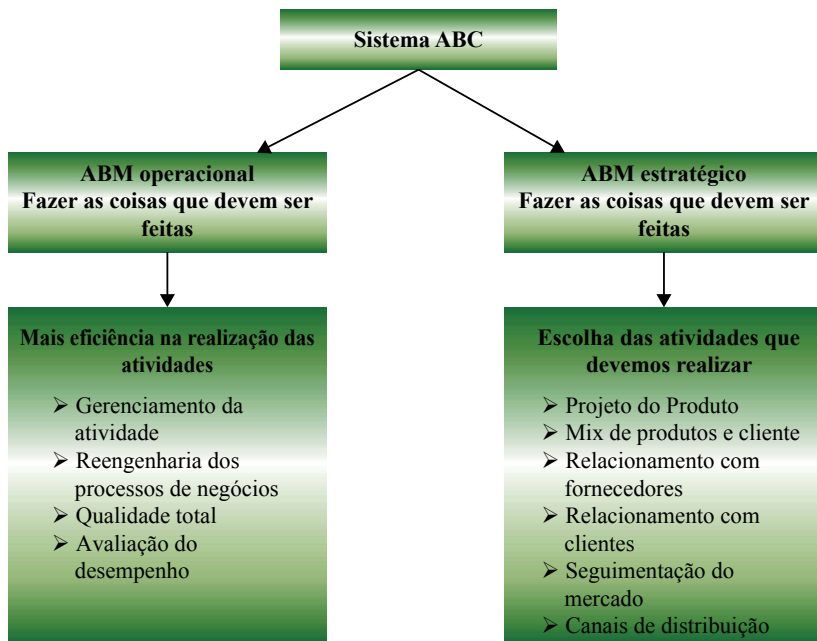 Sistema ABC
ABM operacional
Fazer as coisas que devem ser
feitas
ABM estratégico
Fazer as coisas que devem ser
feitas
Mais eficiência na realização das
atividades
➢ Gerenciamento da
atividade
➢ Reengenharia dos
processos de negócios
➢ Qualidade total
➢ Avaliação do
desempenho
Escolha das atividades que
devemos realizar
➢ Projeto do Produto
➢ Mix de produtos e cliente
➢ Relacionamento com
fornecedores
➢ Relacionamento com
clientes
➢ Seguimentação do
mercado
➢ Canais de distribuição